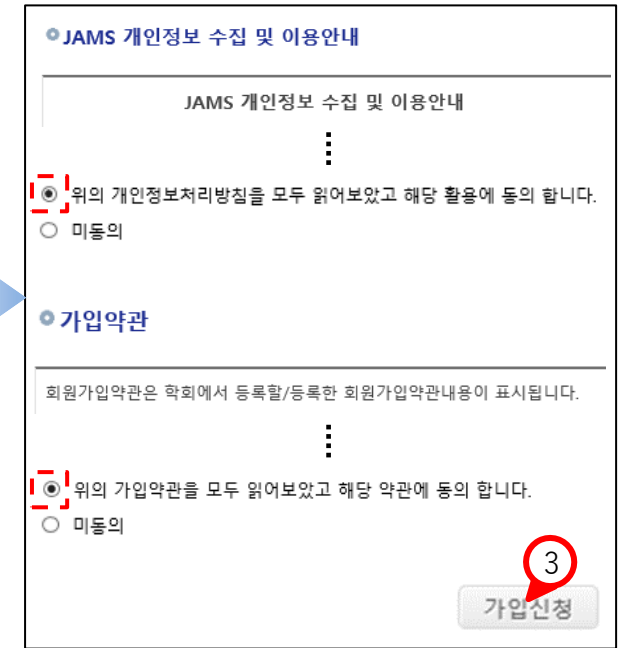 JAMS 개인정보 수집 및 이용안내
JAMS 개인정보 수집 및 이용안내
위의 개인정보처리방침을 모두 읽어보았고 해당 활용에 동의 합니다.
미동의
가입약관
회원가입약관은 학회에서 등록할/등록한 회원가입약관내용이 표시됩니다.
위의 가입약관을 모두 읽어보았고 해당 약관에 동의 합니다.
미동의
3
가입신청